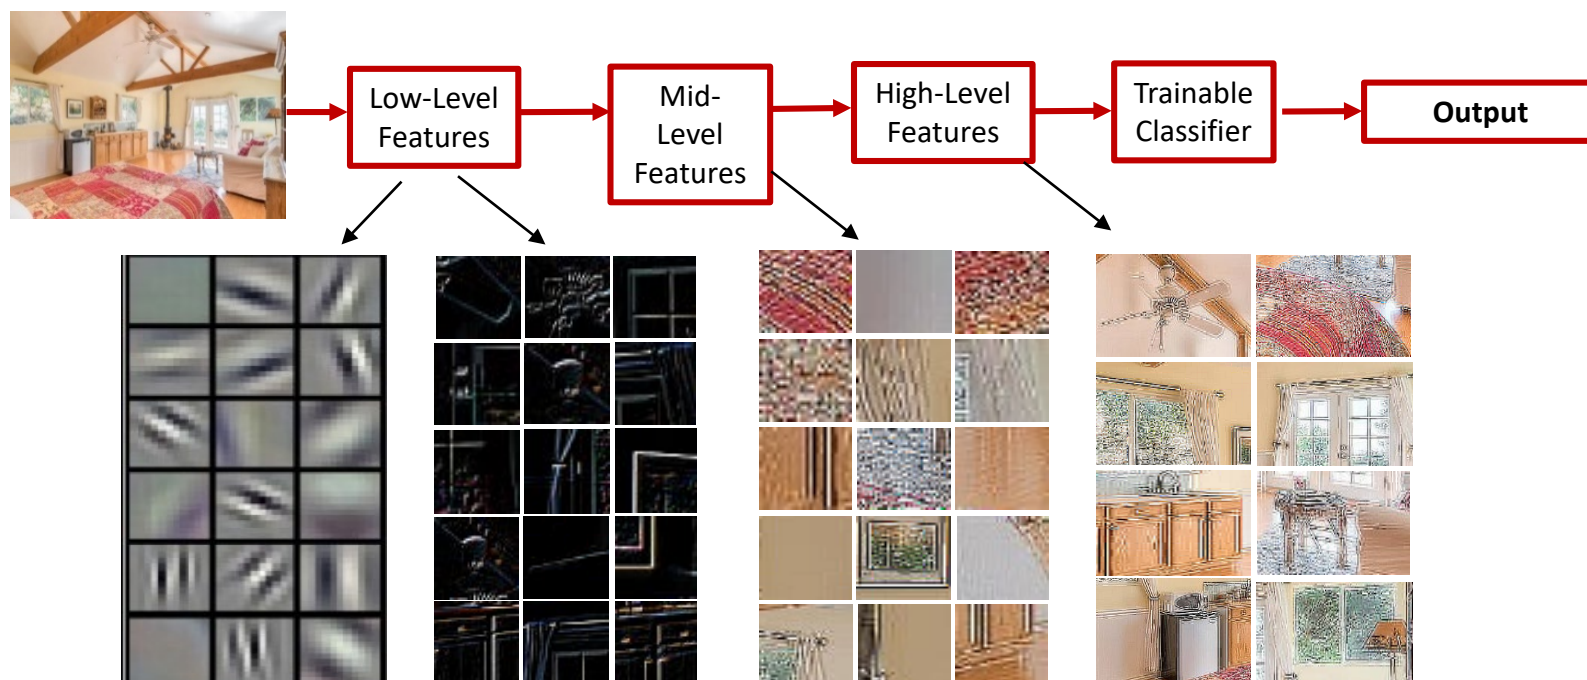 Low-Level
Features
Mid-
Level
Features
High-Level
Features
Trainable
Classifier
Output